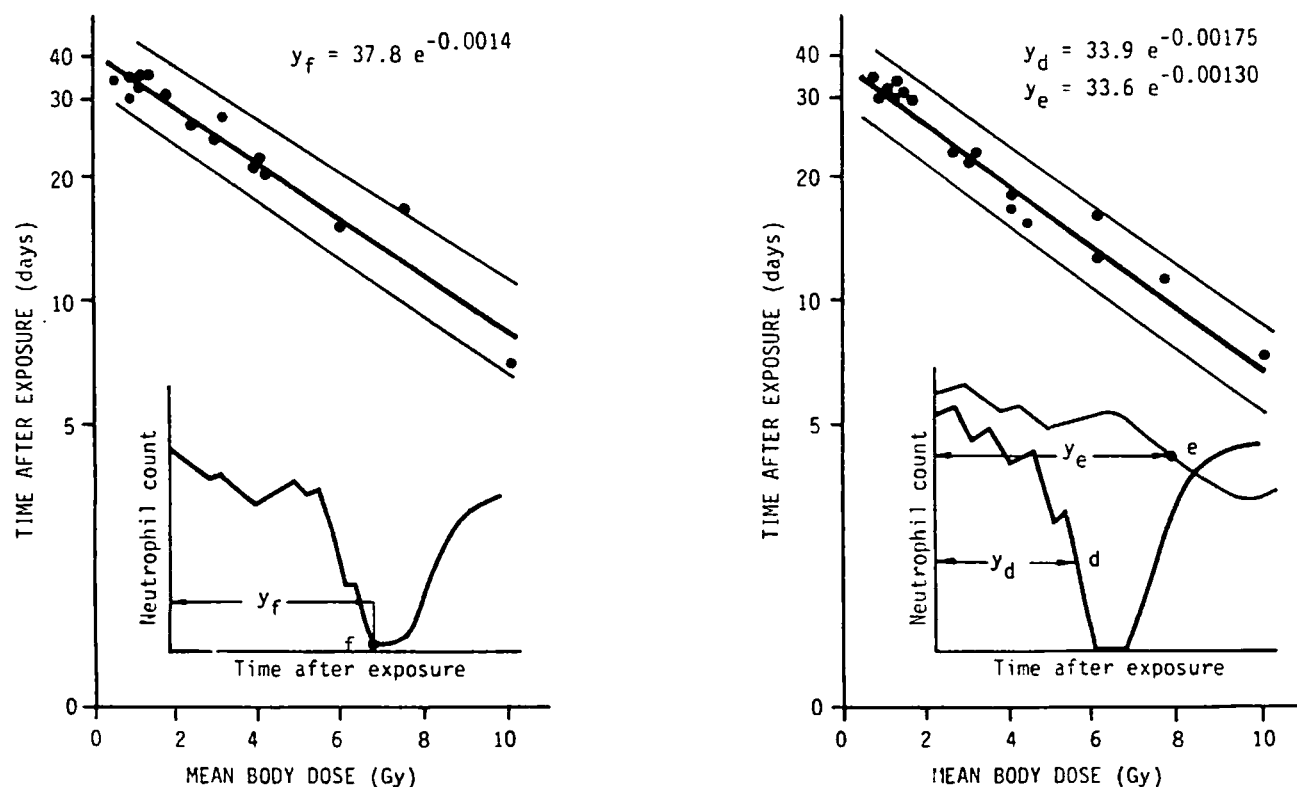 y_f = 37.8 e^-0.0014
40
30
20
10
5
0
TIME AFTER EXPOSURE (days)
Neutrophil count
y_f
f
Time after exposure
0 2 4 6 8 10
MEAN BODY DOSE (Gy)
y_d = 33.9 e^-0.00175
y_e = 33.6 e^-0.00130
40
30
20
10
5
0
TIME AFTER EXPOSURE (days)
Neutrophil count
y_e
e
y_d
d
Time after exposure
0 2 4 6 8 10
MEAN BODY DOSE (Gy)